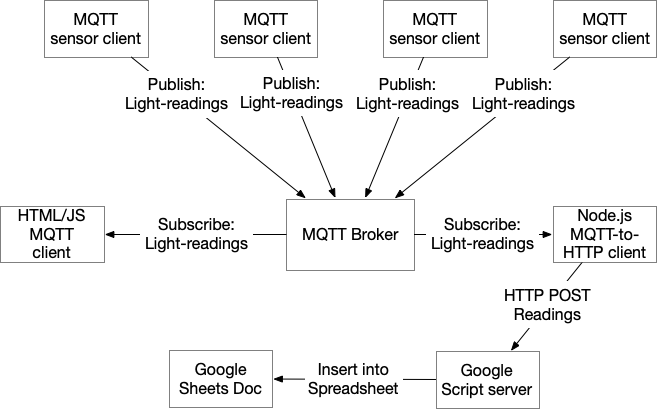 MQTT
sensor client
MQTT
sensor client
MQTT
sensor client
MQTT
sensor client
Publish:
Light-readings
Publish:
Light-readings
Publish:
Light-readings
Publish:
Light-readings
HTML/JS
MQTT
client
Subscribe:
Light-readings
MQTT Broker
Subscribe:
Light-readings
Node.js
MQTT-to-
HTTP client
HTTP POST
Readings
Google
Sheets Doc
Insert into
Spreadsheet
Google
Script server